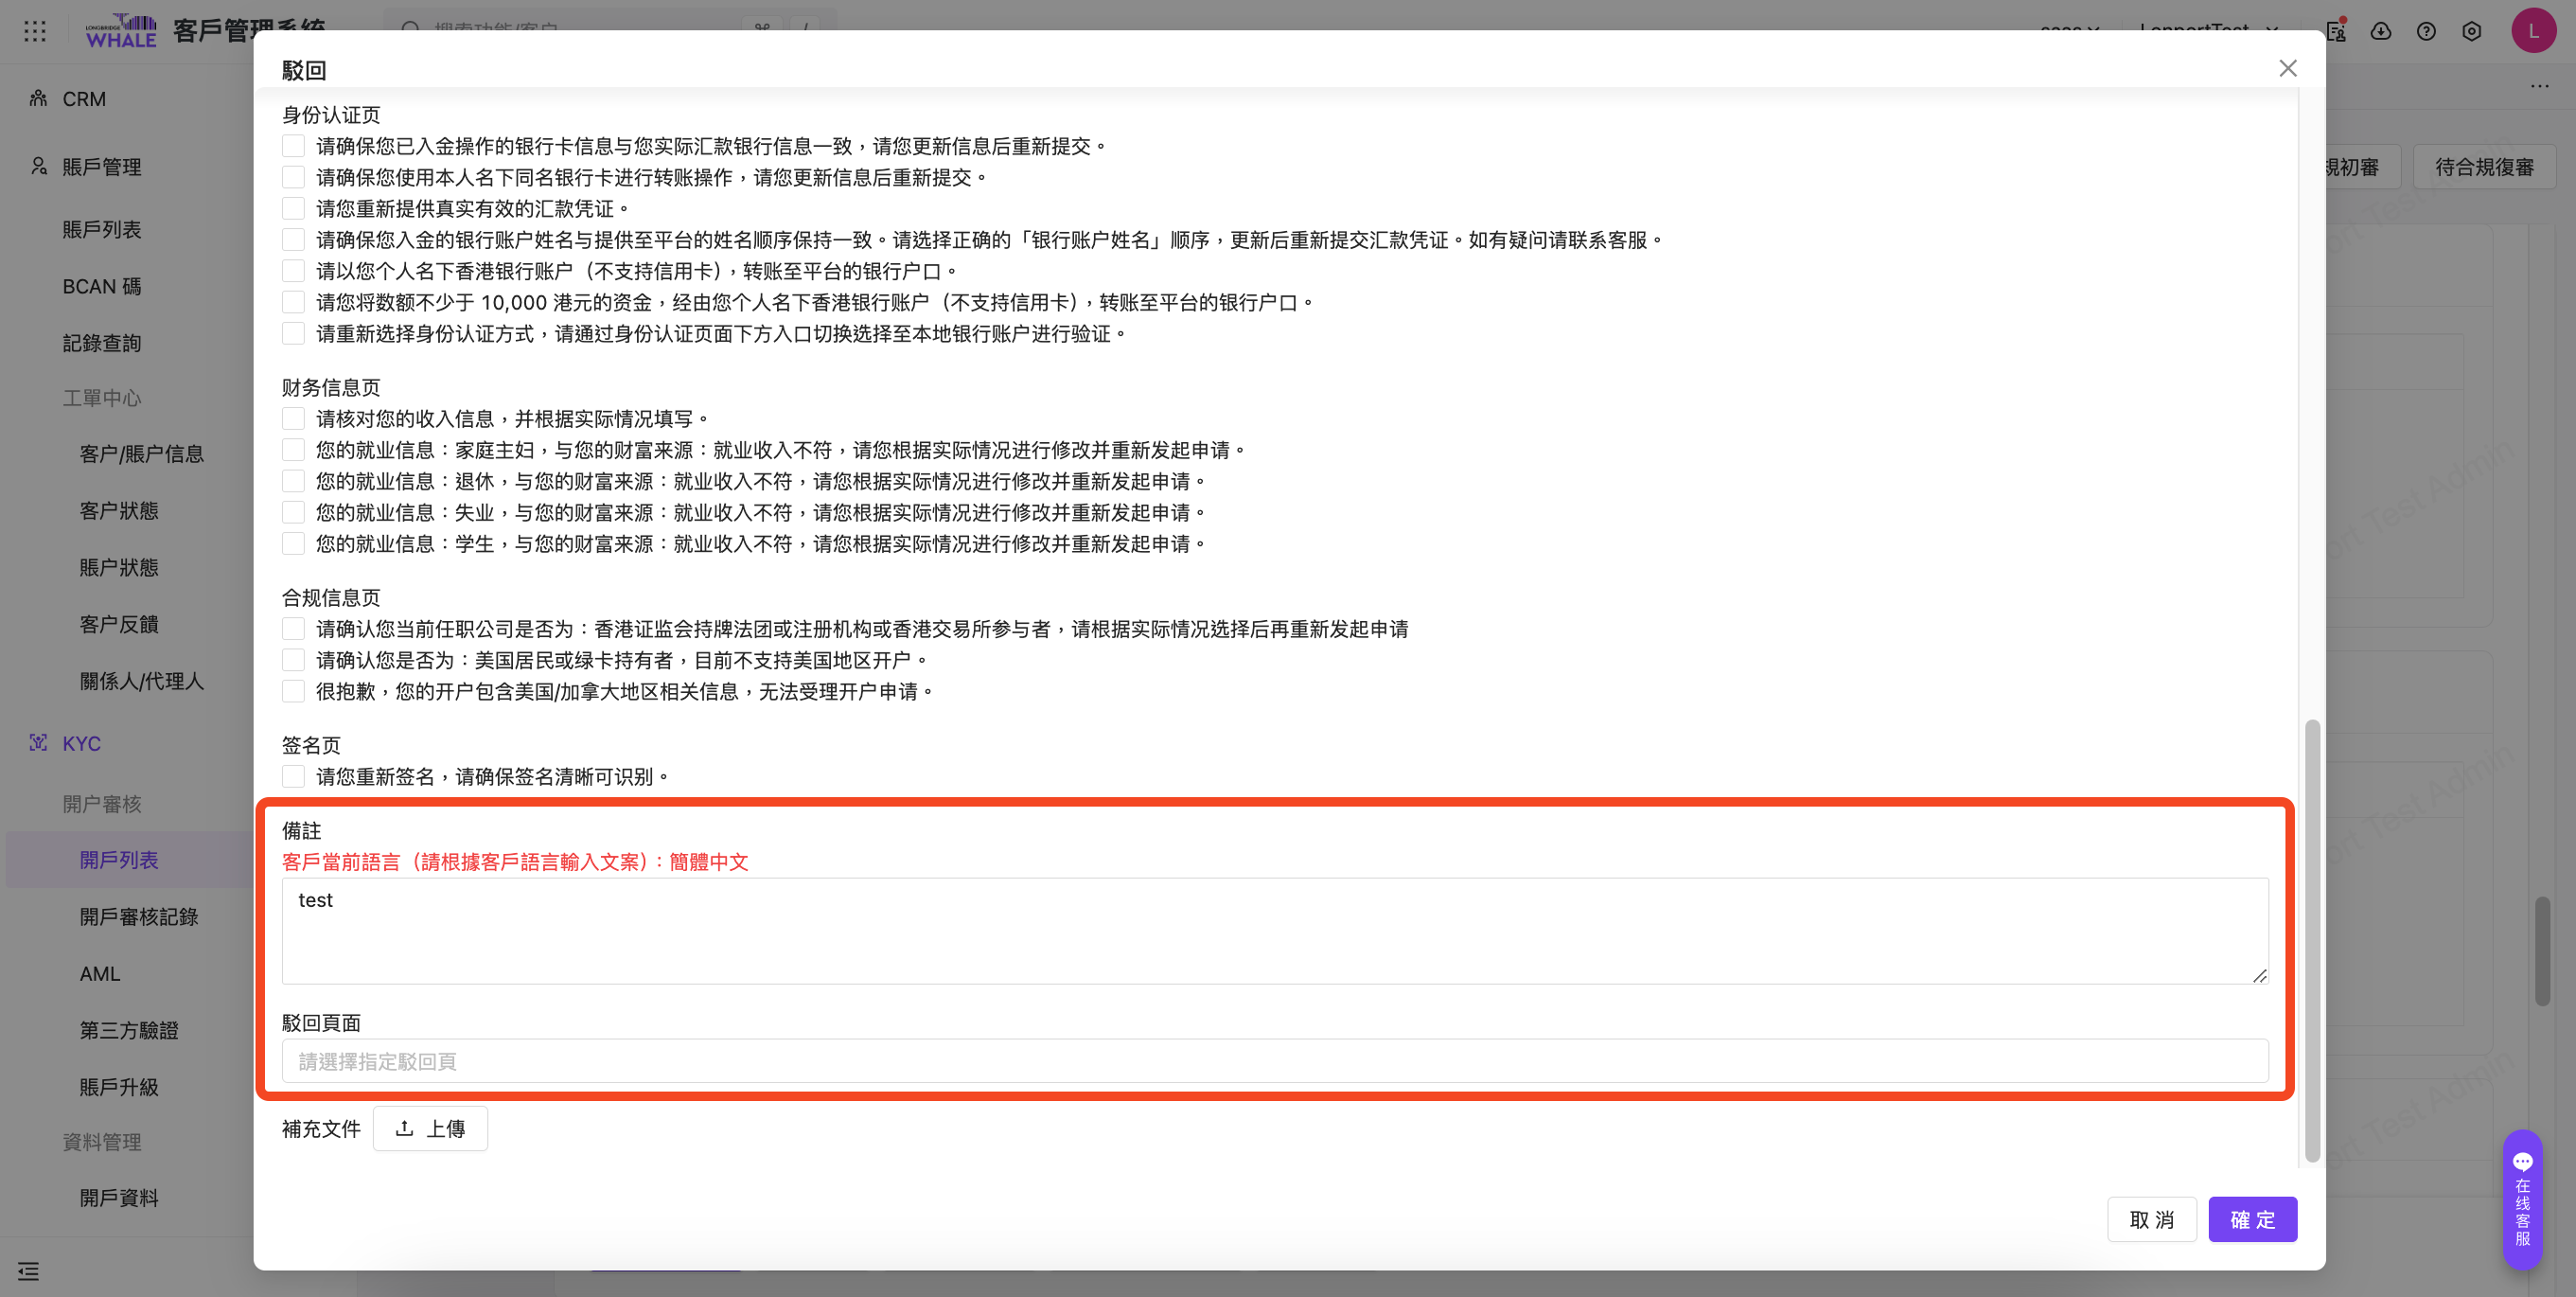 LONGBRIDGE
WHALE
客戶管理系統
搜索功能/客户
⌘
/
LonportTest
L
CRM
賬戶管理
賬戶列表
BCAN 碼
記錄查詢
工單中心
客户/賬户信息
客户狀態
賬户狀態
客户反饋
關係人/代理人
KYC
開户審核
開戶列表
開戶審核記錄
AML
第三方驗證
賬戶升級
資料管理
開戶資料
規初審
待合規復審
駁回
身份认证页
请确保您已入金操作的银行卡信息与您实际汇款银行信息一致，请您更新信息后重新提交。
请确保您使用本人名下同名银行卡进行转账操作，请您更新信息后重新提交。
请您重新提供真实有效的汇款凭证。
请确保您入金的银行账户姓名与提供至平台的姓名顺序保持一致。请选择正确的「银行账户姓名」顺序，更新后重新提交汇款凭证。如有疑问请联系客服。
请以您个人名下香港银行账户（不支持信用卡），转账至平台的银行户口。
请您将数额不少于 10,000 港元的资金，经由您个人名下香港银行账户（不支持信用卡），转账至平台的银行户口。
请重新选择身份认证方式，请通过身份认证页面下方入口切换选择至本地银行账户进行验证。
财务信息页
请核对您的收入信息，并根据实际情况填写。
您的就业信息：家庭主妇，与您的财富来源：就业收入不符，请您根据实际情况进行修改并重新发起申请。
您的就业信息：退休，与您的财富来源：就业收入不符，请您根据实际情况进行修改并重新发起申请。
您的就业信息：失业，与您的财富来源：就业收入不符，请您根据实际情况进行修改并重新发起申请。
您的就业信息：学生，与您的财富来源：就业收入不符，请您根据实际情况进行修改并重新发起申请。
合规信息页
请确认您当前任职公司是否为：香港证监会持牌法团或注册机构或香港交易所参与者，请根据实际情况选择后再重新发起申请
请确认您是否为：美国居民或绿卡持有者，目前不支持美国地区开户。
很抱歉，您的开户包含美国/加拿大地区相关信息，无法受理开户申请。
签名页
请您重新签名，请确保签名清晰可识别。
備註
客戶當前語言（請根據客戶語言輸入文案）：簡體中文
test
駁回頁面
請選擇指定駁回頁
補充文件
上傳
取 消
確 定
在线客服
port Test Admin
port Test Admin
port Test Admin
port Test Admin